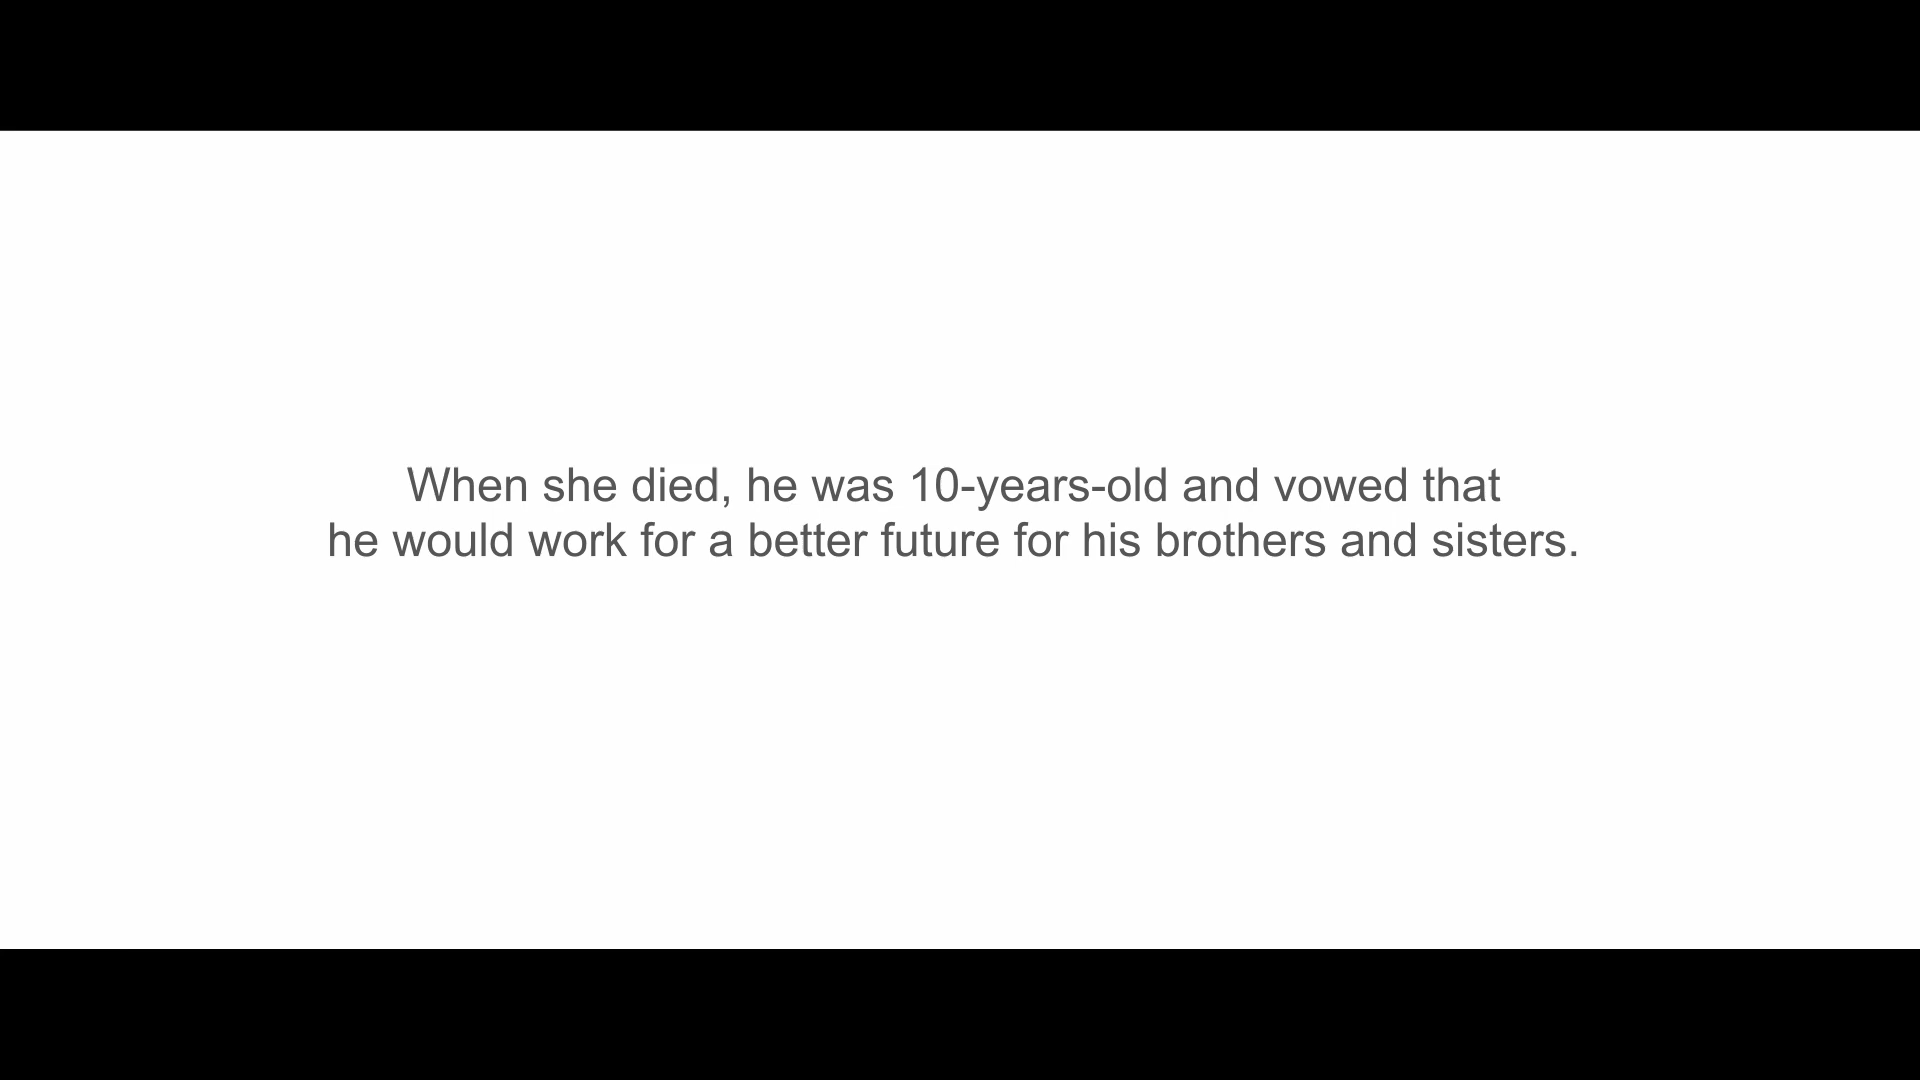 When she died, he was 10-years-old and vowed that
he would work for a better future for his brothers and sisters.